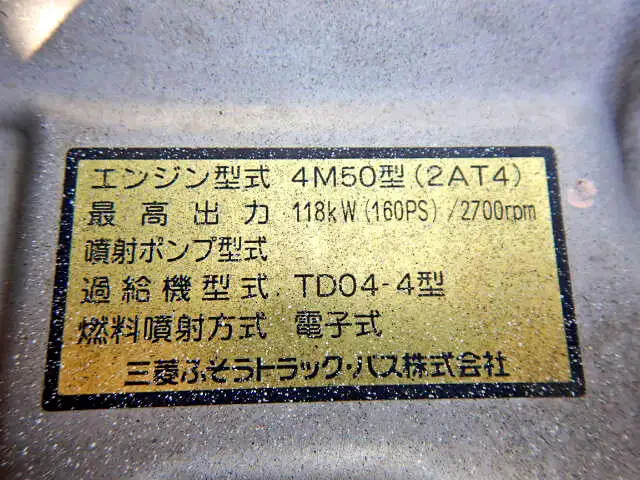 エンジン型式 4M50型(2AT4)
最高出力 118kW(160PS)/2700rpm
噴射ポンプ型式
過給機型式 TD04-4型
燃料噴射方式 電子式
三菱ふそうトラック・バス株式会社